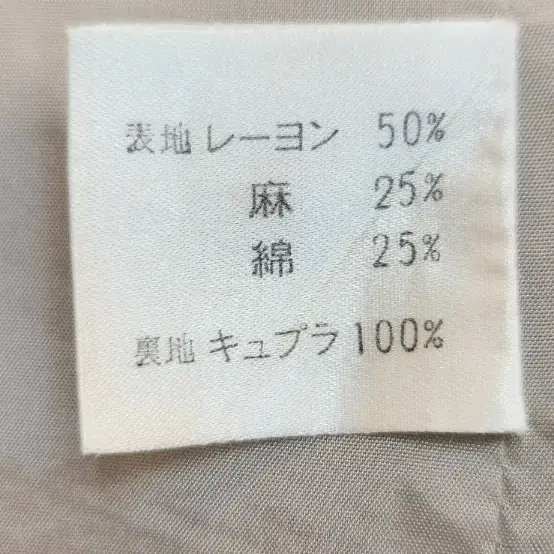 表地 レーヨン 50%
麻 25%
綿 25%
裏地 キュプラ 100%